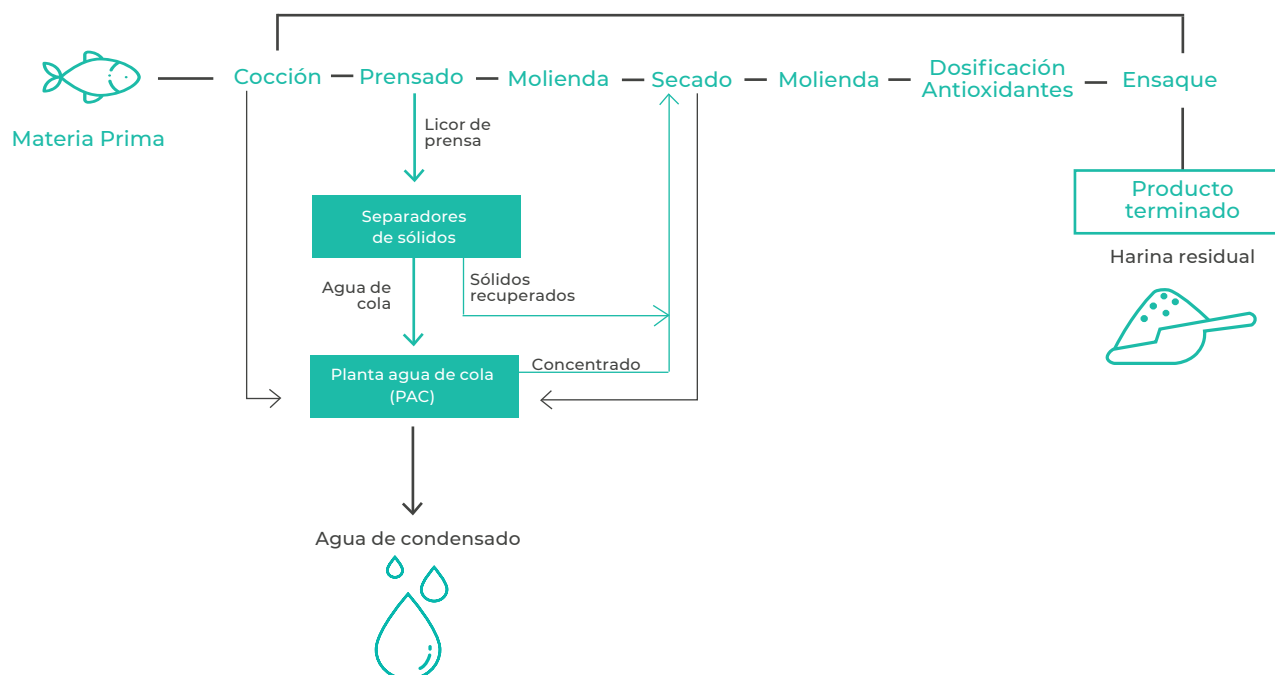 Materia Prima
Cocción
Prensado
Molienda
Secado
Molienda
Dosificación
Antioxidantes
Ensaque
Licor de
prensa
Separadores
de sólidos
Agua de
cola
Sólidos
recuperados
Planta agua de cola
(PAC)
Concentrado
Agua de condensado
Producto
terminado
Harina residual